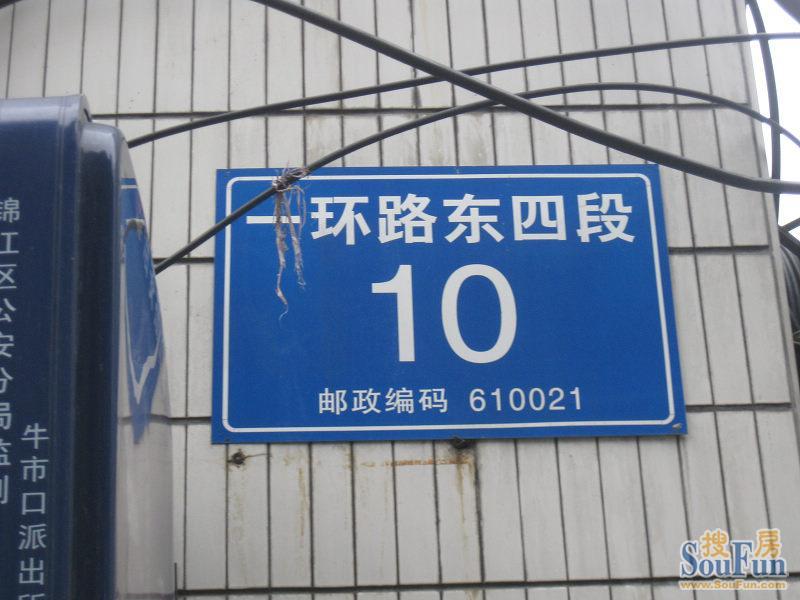 一环路东四段
10
邮政编码 610021
锦江区公安分局监制
牛市口派出所
搜房
SouFun
www.SouFun.com